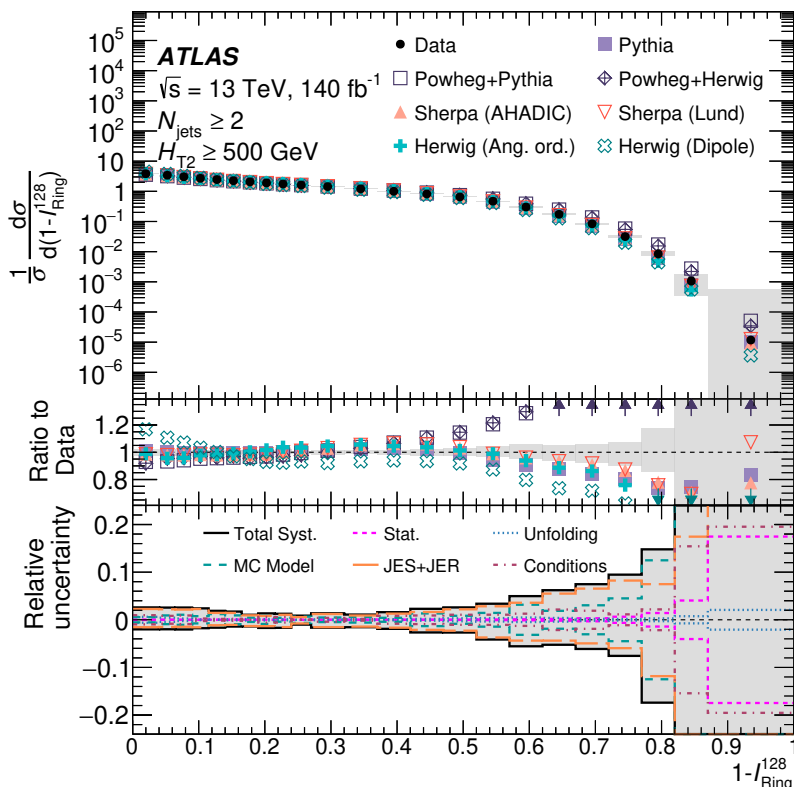 ATLAS
√s = 13 TeV, 140 fb⁻¹
N_jets ≥ 2
H_T2 ≥ 500 GeV
Data
Pythia
Powheg+Pythia
Powheg+Herwig
Sherpa (AHADIC)
Sherpa (Lund)
Herwig (Ang. ord.)
Herwig (Dipole)
1/σ dσ/d(1-I_Ring^128)
10⁵
10⁴
10³
10²
10
1
10⁻¹
10⁻²
10⁻³
10⁻⁴
10⁻⁵
10⁻⁶
Ratio to
Data
1.2
1
0.8
Relative
uncertainty
0.2
0.1
0
−0.1
−0.2
Total Syst.
Stat.
Unfolding
MC Model
JES+JER
Conditions
0 0.1 0.2 0.3 0.4 0.5 0.6 0.7 0.8 0.9 1
1-I_Ring^128